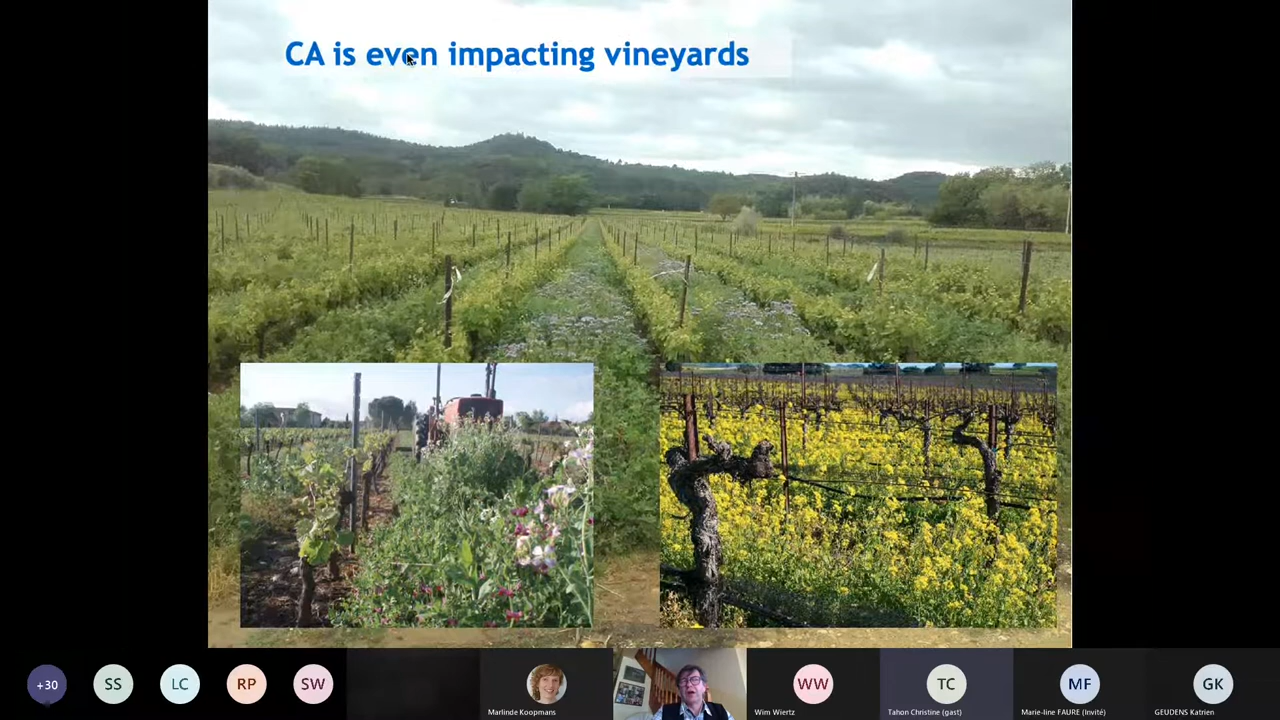 CA is even impacting vineyards
+30
SS
LC
RP
SW
Marlinde Koopmans
WW
Wim Wiertz
TC
Tahon Christine (gast)
MF
Marie-line FAURE (Invité)
GK
GEUDENS Katrien